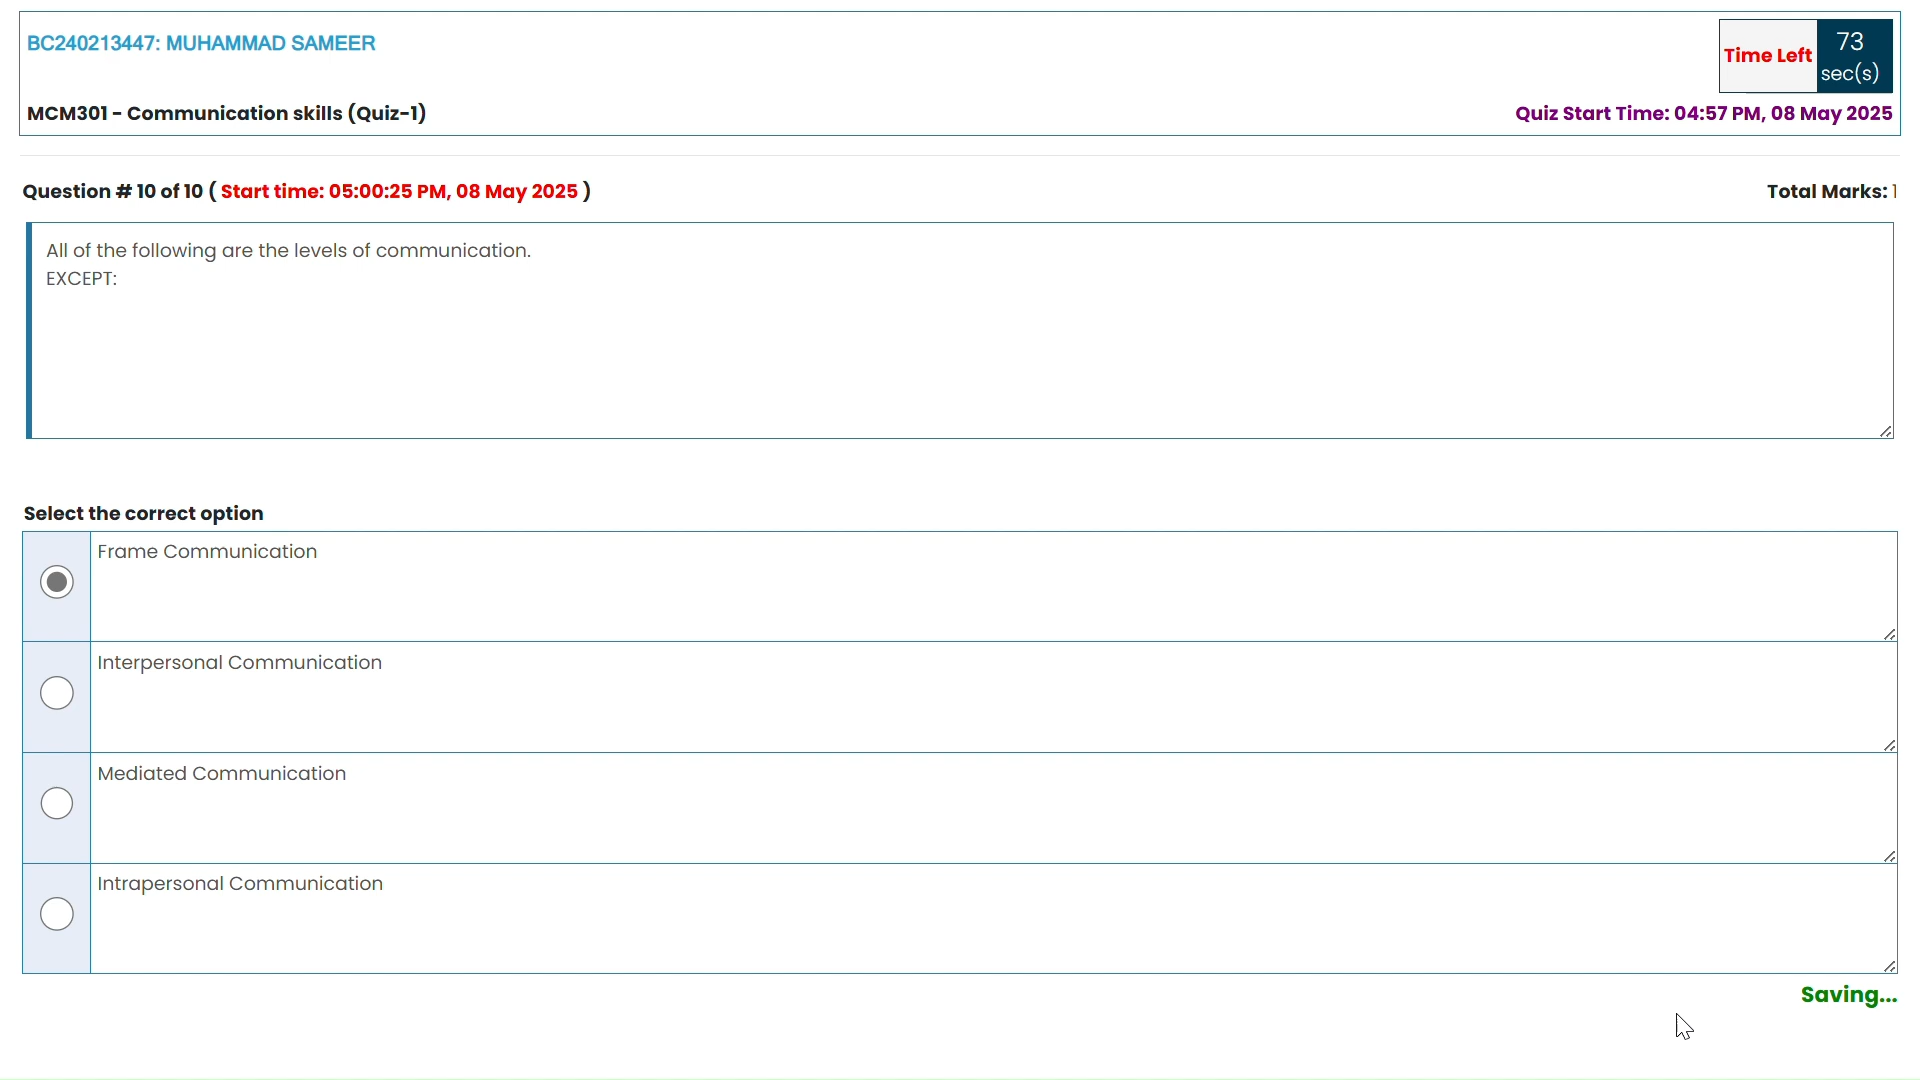 BC240213447: MUHAMMAD SAMEER
Time Left
73
sec(s)
MCM301 - Communication skills (Quiz-1)
Quiz Start Time: 04:57 PM, 08 May 2025
Question # 10 of 10 ( Start time: 05:00:25 PM, 08 May 2025 )
Total Marks: 1
All of the following are the levels of communication.
EXCEPT:
Select the correct option
Frame Communication
Interpersonal Communication
Mediated Communication
Intrapersonal Communication
Saving...